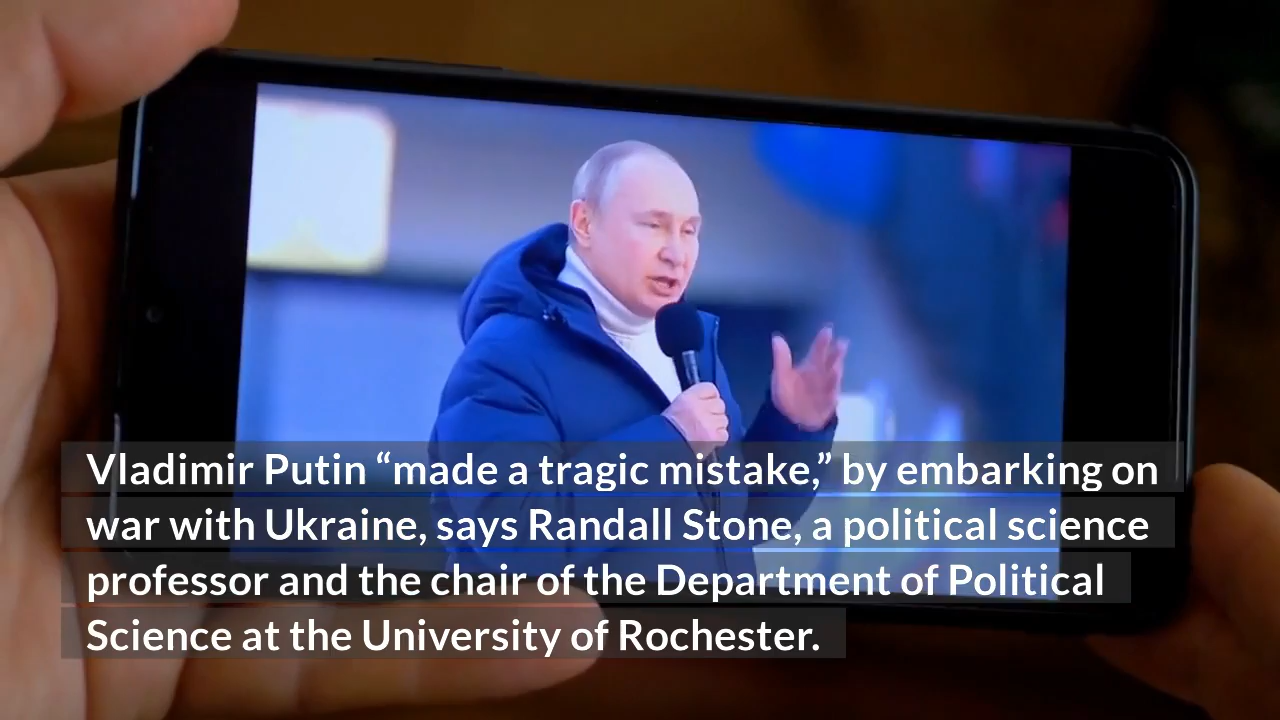 Vladimir Putin “made a tragic mistake,” by embarking on
war with Ukraine, says Randall Stone, a political science
professor and the chair of the Department of Political
Science at the University of Rochester.